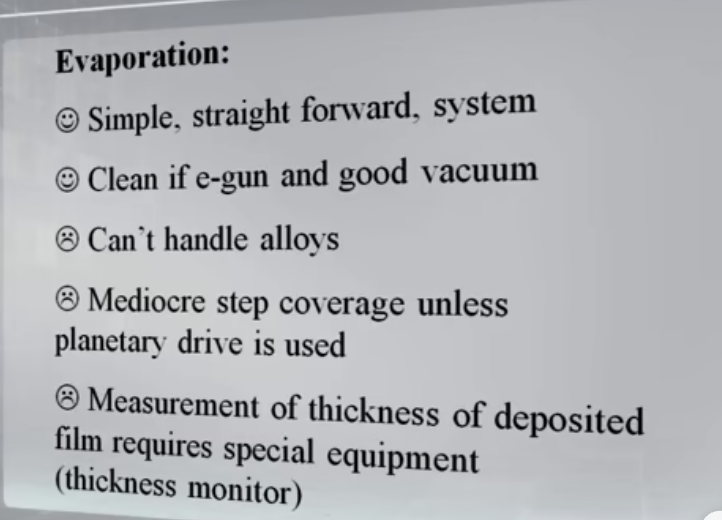 Evaporation:
☺ Simple, straight forward, system
☺ Clean if e-gun and good vacuum
☹ Can't handle alloys
☹ Mediocre step coverage unless
planetary drive is used
☹ Measurement of thickness of deposited
film requires special equipment
(thickness monitor)